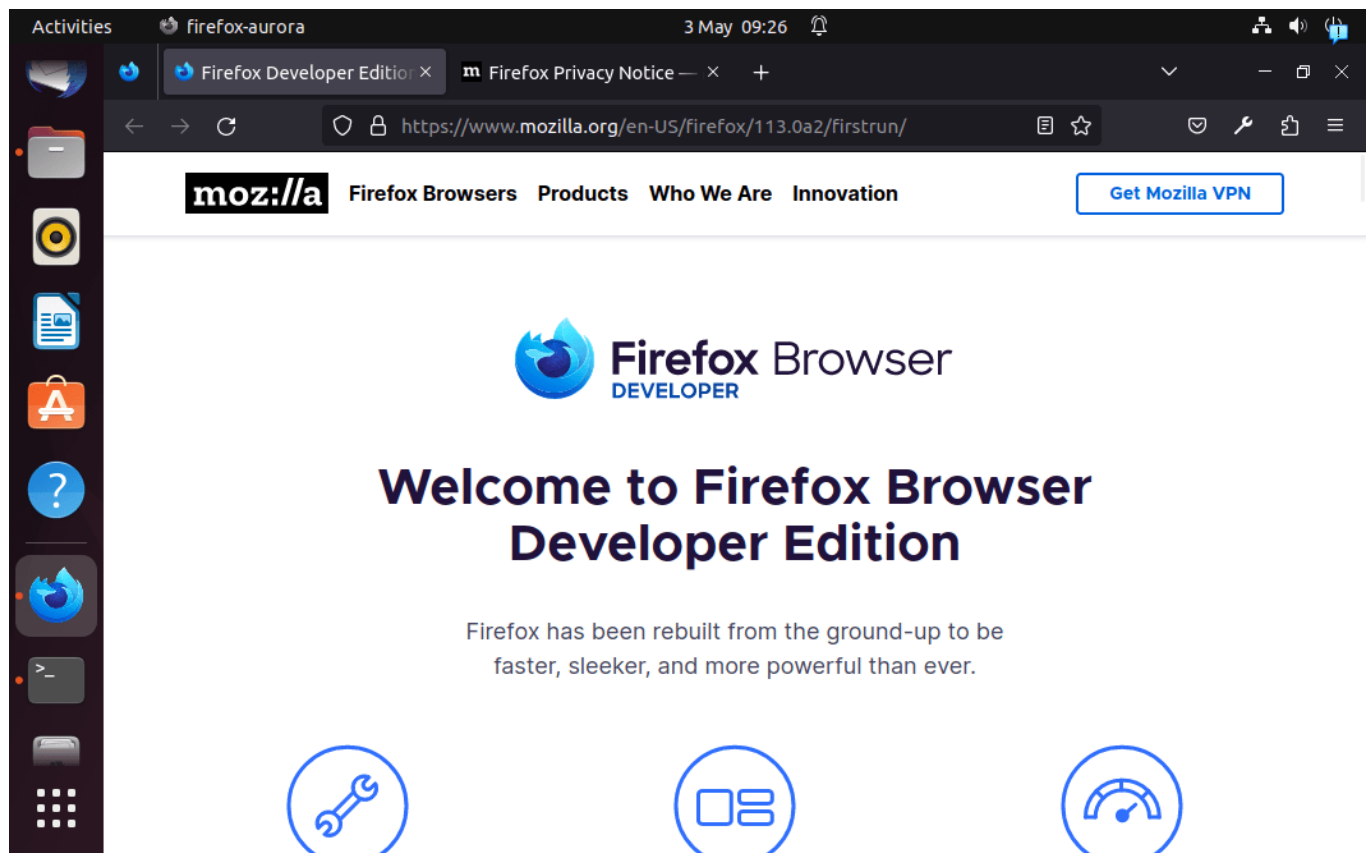 Activities firefox-aurora 3 May 09:26
Firefox Developer Edition × m Firefox Privacy Notice — × +
https://www.mozilla.org/en-US/firefox/113.0a2/firstrun/
moz://a Firefox Browsers Products Who We Are Innovation Get Mozilla VPN
Firefox Browser
DEVELOPER
Welcome to Firefox Browser
Developer Edition
Firefox has been rebuilt from the ground-up to be
faster, sleeker, and more powerful than ever.